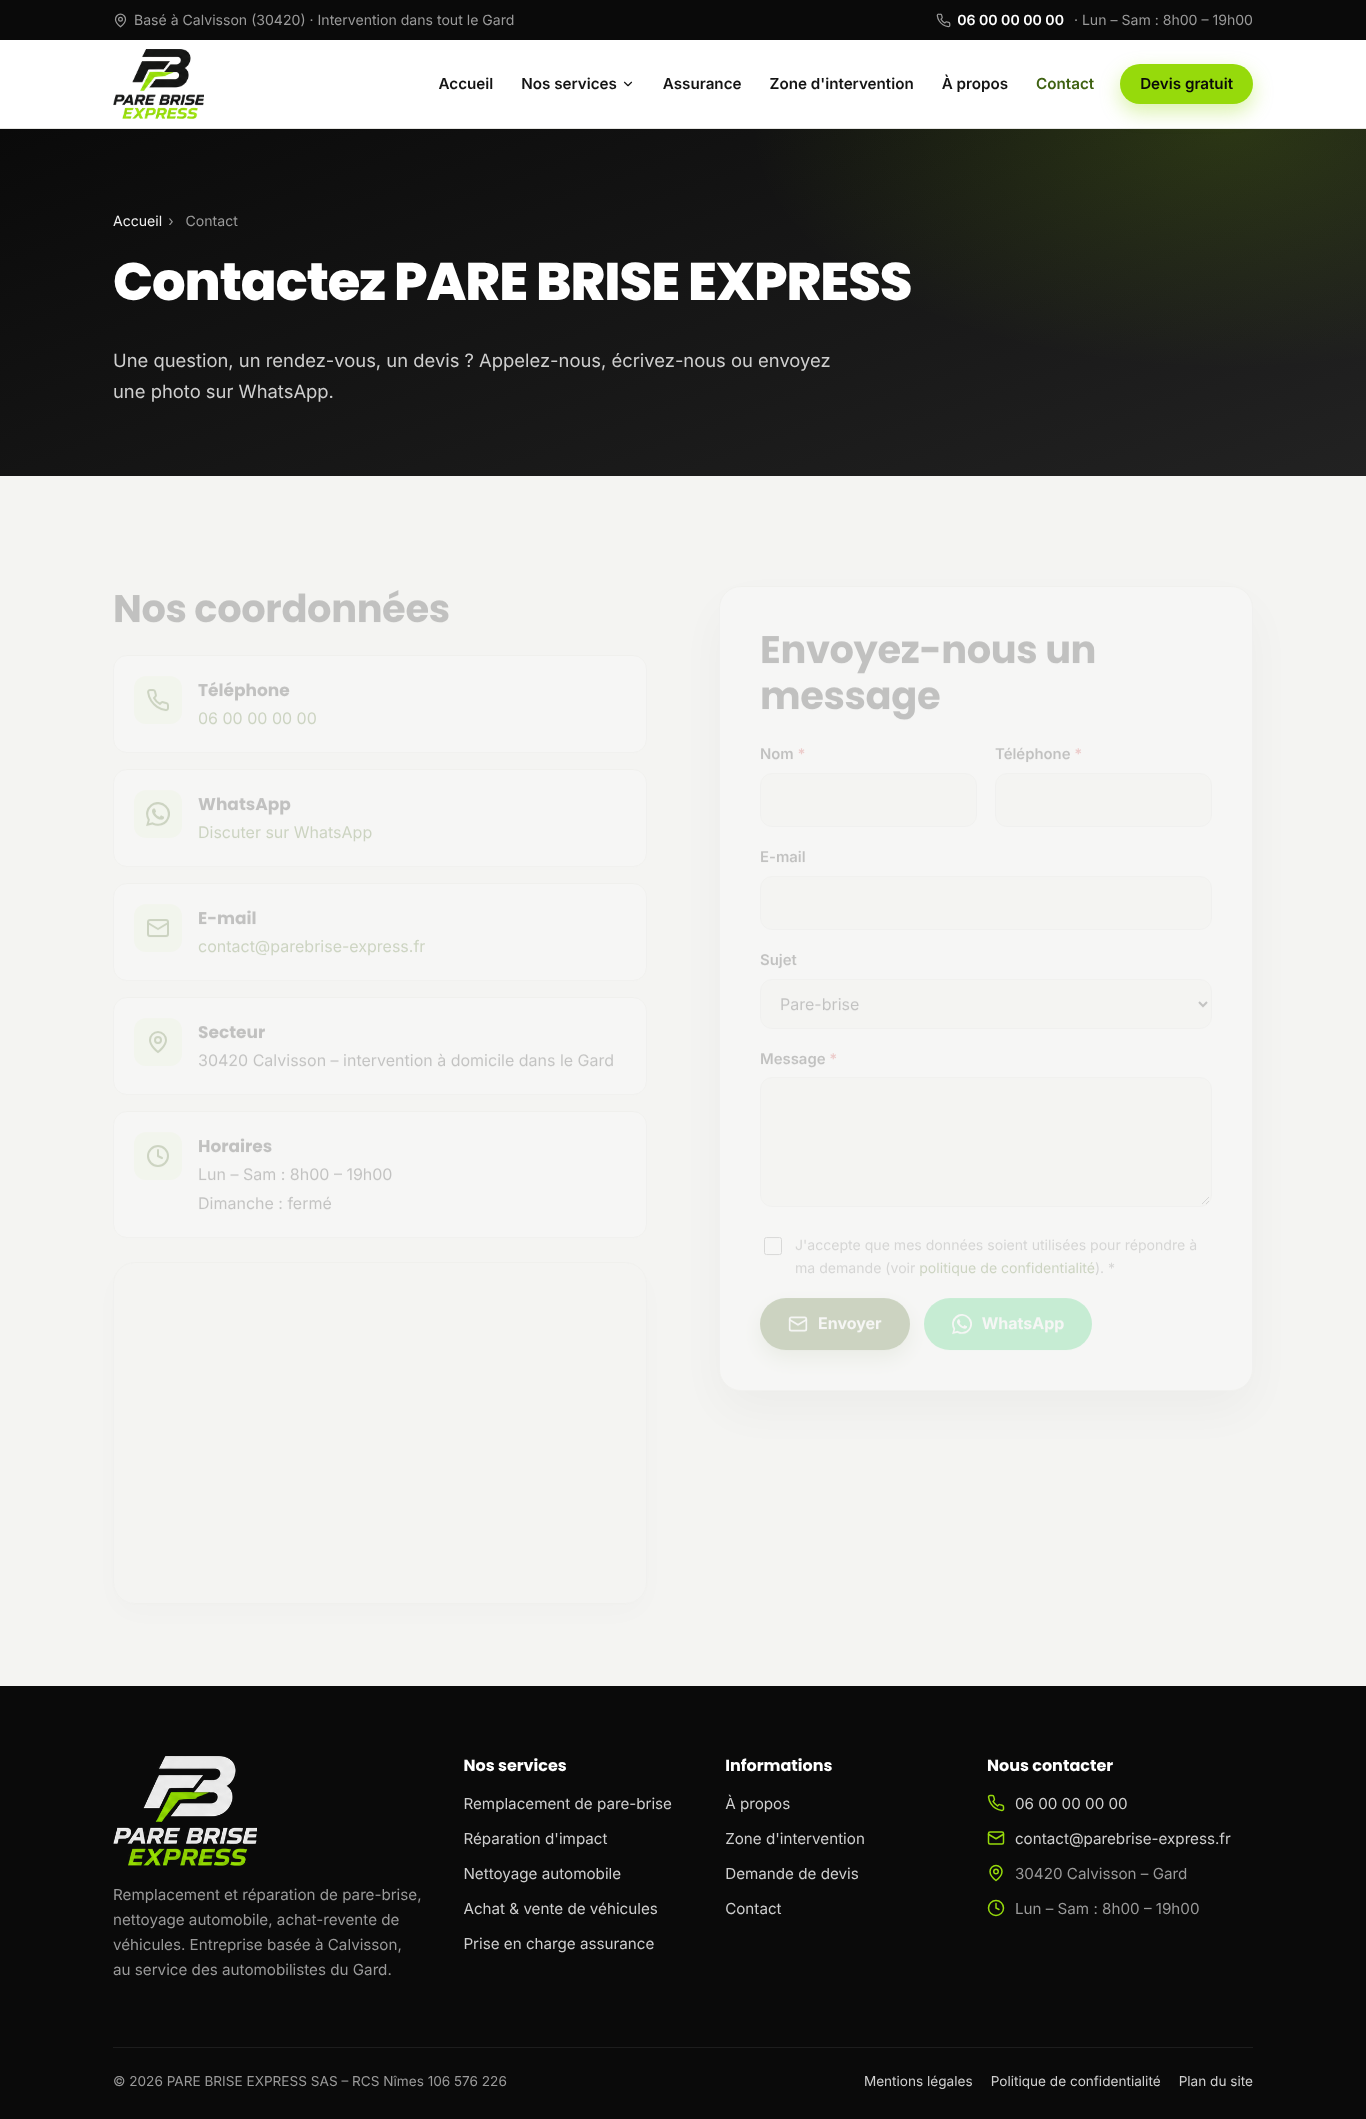 Basé à Calvisson (30420) · Intervention dans tout le Gard
06 00 00 00 00 · Lun – Sam : 8h00 – 19h00
PARE BRISE
EXPRESS
Accueil
Nos services
Assurance
Zone d'intervention
À propos
Contact
Devis gratuit
Accueil › Contact
Contactez PARE BRISE EXPRESS
Une question, un rendez-vous, un devis ? Appelez-nous, écrivez-nous ou envoyez
une photo sur WhatsApp.
Nos coordonnées
Téléphone
06 00 00 00 00
WhatsApp
Discuter sur WhatsApp
E-mail
contact@parebrise-express.fr
Secteur
30420 Calvisson – intervention à domicile dans le Gard
Horaires
Lun – Sam : 8h00 – 19h00
Dimanche : fermé
Envoyez-nous un
message
Nom *
Téléphone *
E-mail
Sujet
Pare-brise
Message *
J'accepte que mes données soient utilisées pour répondre à
ma demande (voir politique de confidentialité). *
Envoyer
WhatsApp
PARE BRISE
EXPRESS
Remplacement et réparation de pare-brise,
nettoyage automobile, achat-revente de
véhicules. Entreprise basée à Calvisson,
au service des automobilistes du Gard.
Nos services
Remplacement de pare-brise
Réparation d'impact
Nettoyage automobile
Achat & vente de véhicules
Prise en charge assurance
Informations
À propos
Zone d'intervention
Demande de devis
Contact
Nous contacter
06 00 00 00 00
contact@parebrise-express.fr
30420 Calvisson – Gard
Lun – Sam : 8h00 – 19h00
© 2026 PARE BRISE EXPRESS SAS – RCS Nîmes 106 576 226
Mentions légales
Politique de confidentialité
Plan du site